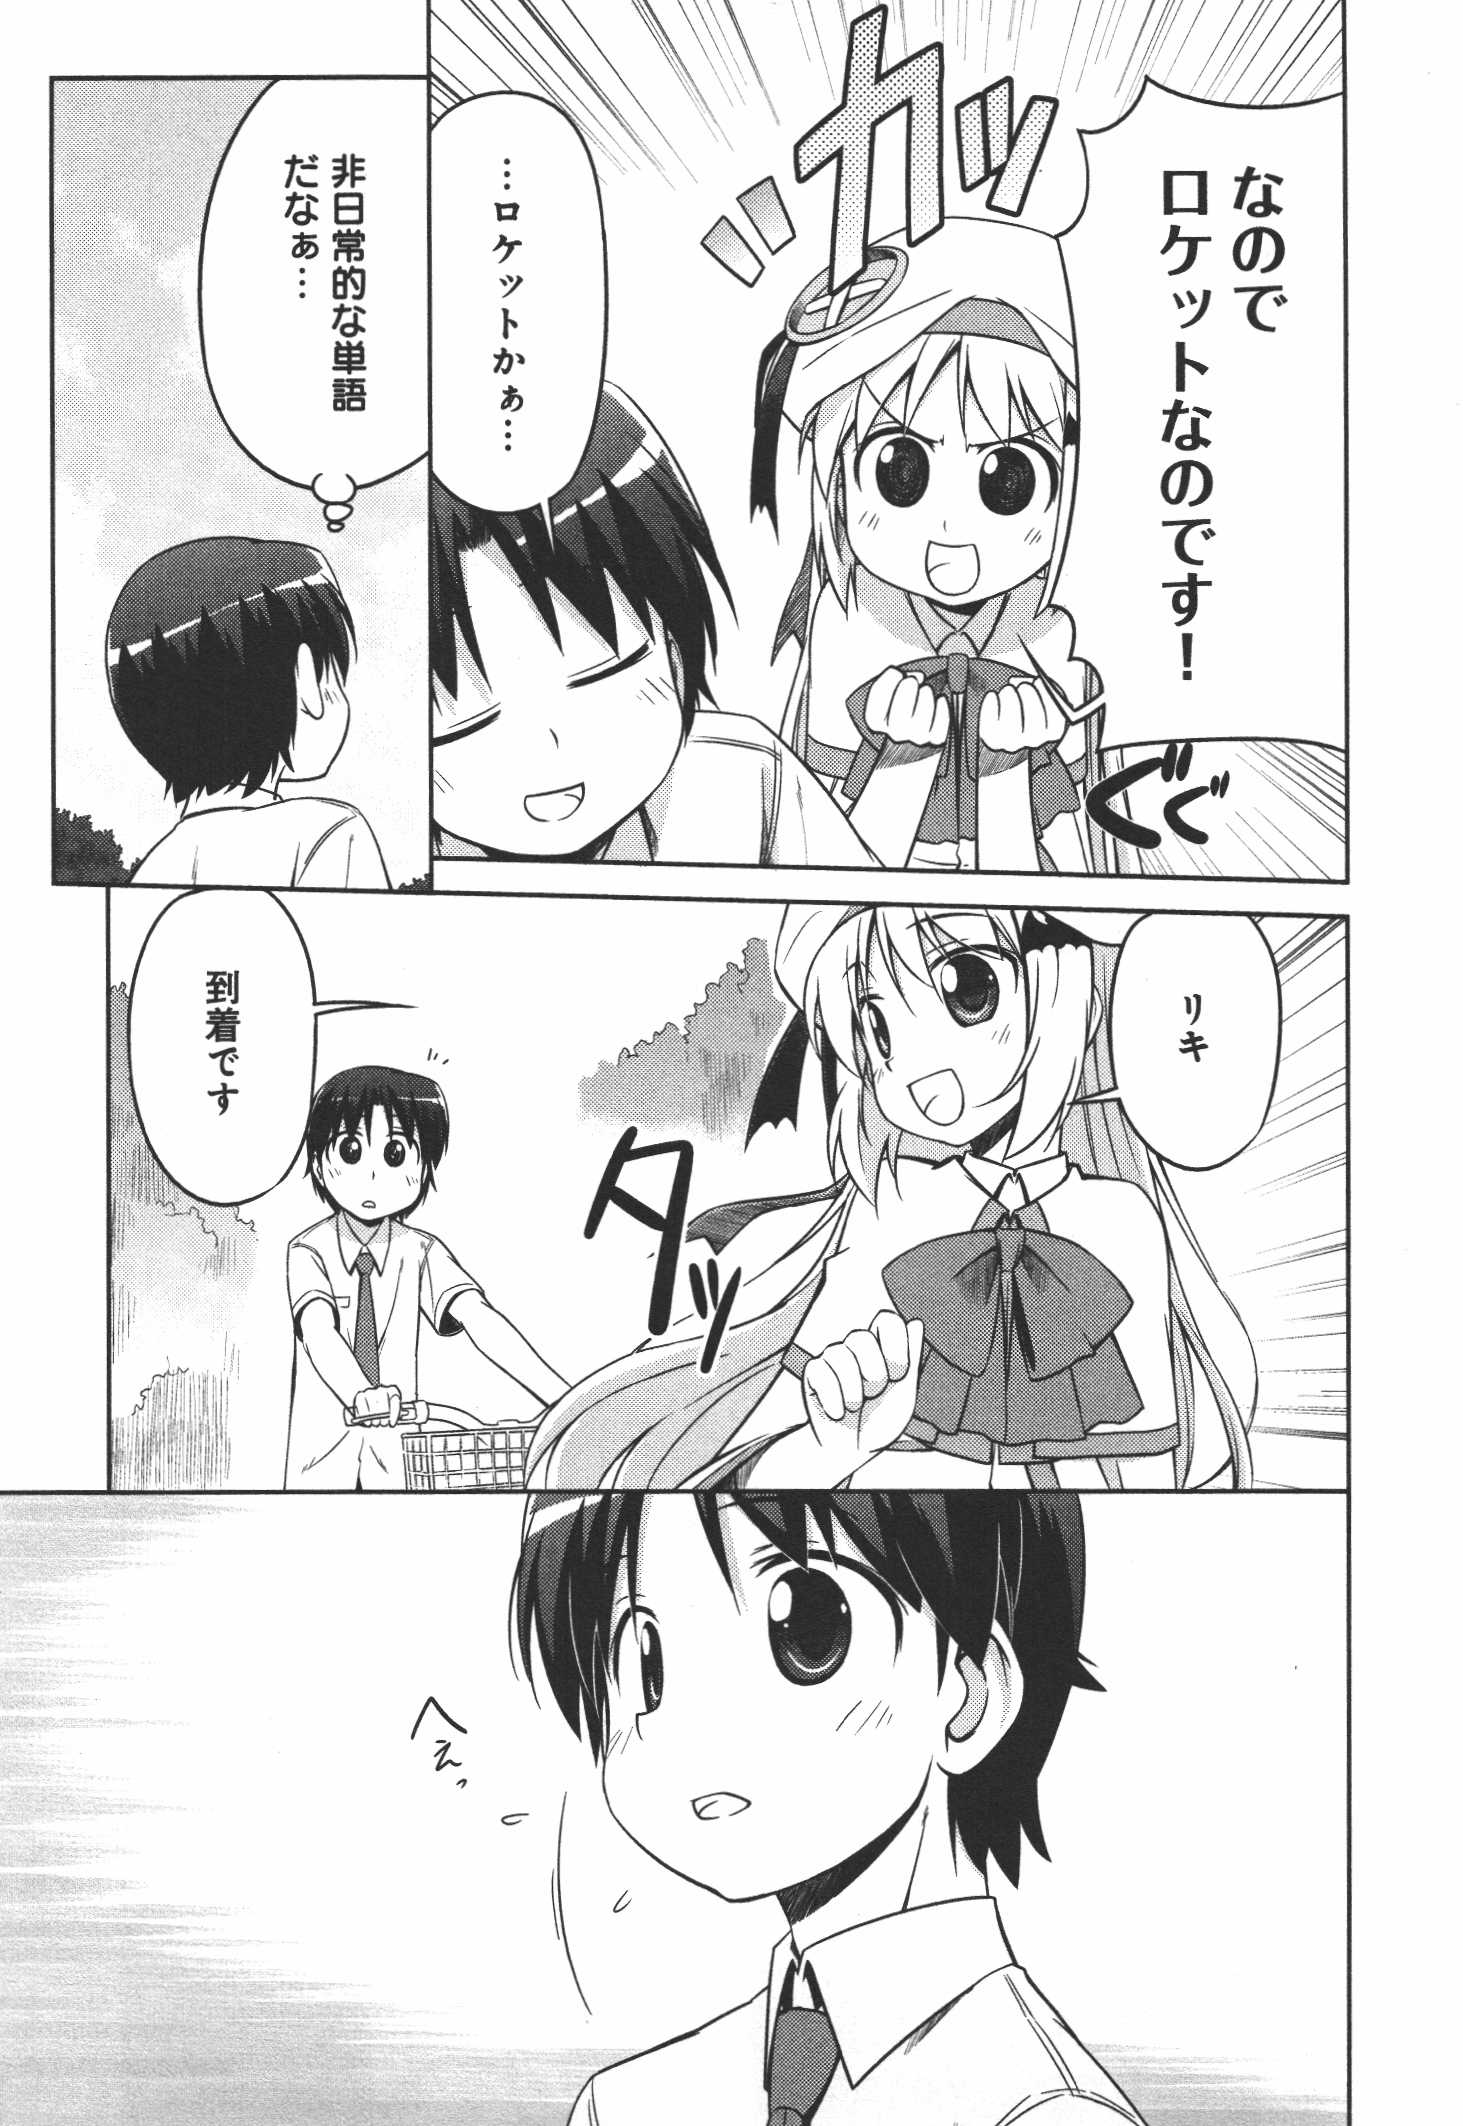 なので
ロケットなのです!
カッ
ぐぐ
…ロケットかぁ…
非日常的な単語
だなぁ…
リキ
タッ
到着です
へぇっ